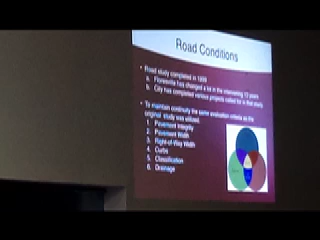 Road Conditions
• Road study completed in 1999
a. Floresville has changed a lot in the intervening 13 years
b. City has completed various projects called for in that study
• To maintain continuity the same evaluation criteria as the
original study was utilized.
1. Pavement Integrity
2. Pavement Width
3. Right-of-Way Width
4. Curbs
5. Classification
6. Drainage